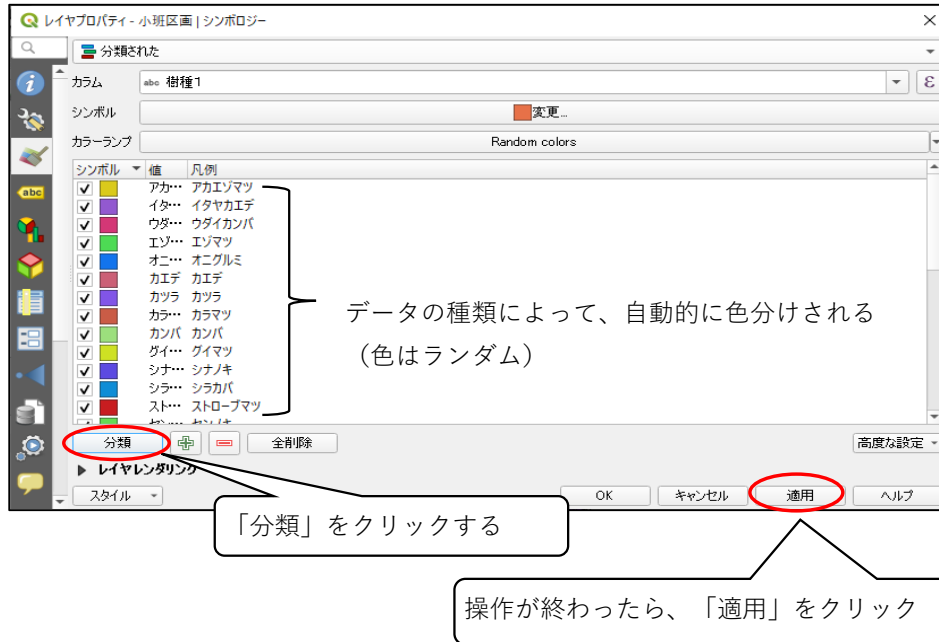 レイヤプロパティ - 小班区画 | シンボロジー
分類された
カラム abc 樹種1 ε
シンボル 変更...
カラーランプ Random colors
シンボル 値 凡例
アカ… アカエゾマツ
イタ… イタヤカエデ
ウダ… ウダイカンバ
エゾ… エゾマツ
オニ… オニグルミ
カエデ カエデ
カツラ カツラ
カラ… カラマツ
カンバ カンバ
グイ… グイマツ
シナ… シナノキ
シラ… シラカバ
スト… ストローブマツ
abc
データの種類によって、自動的に色分けされる
（色はランダム）
分類 全削除 高度な設定
レイヤレンダリング
スタイル OK キャンセル 適用 ヘルプ
「分類」をクリックする
操作が終わったら、「適用」をクリック